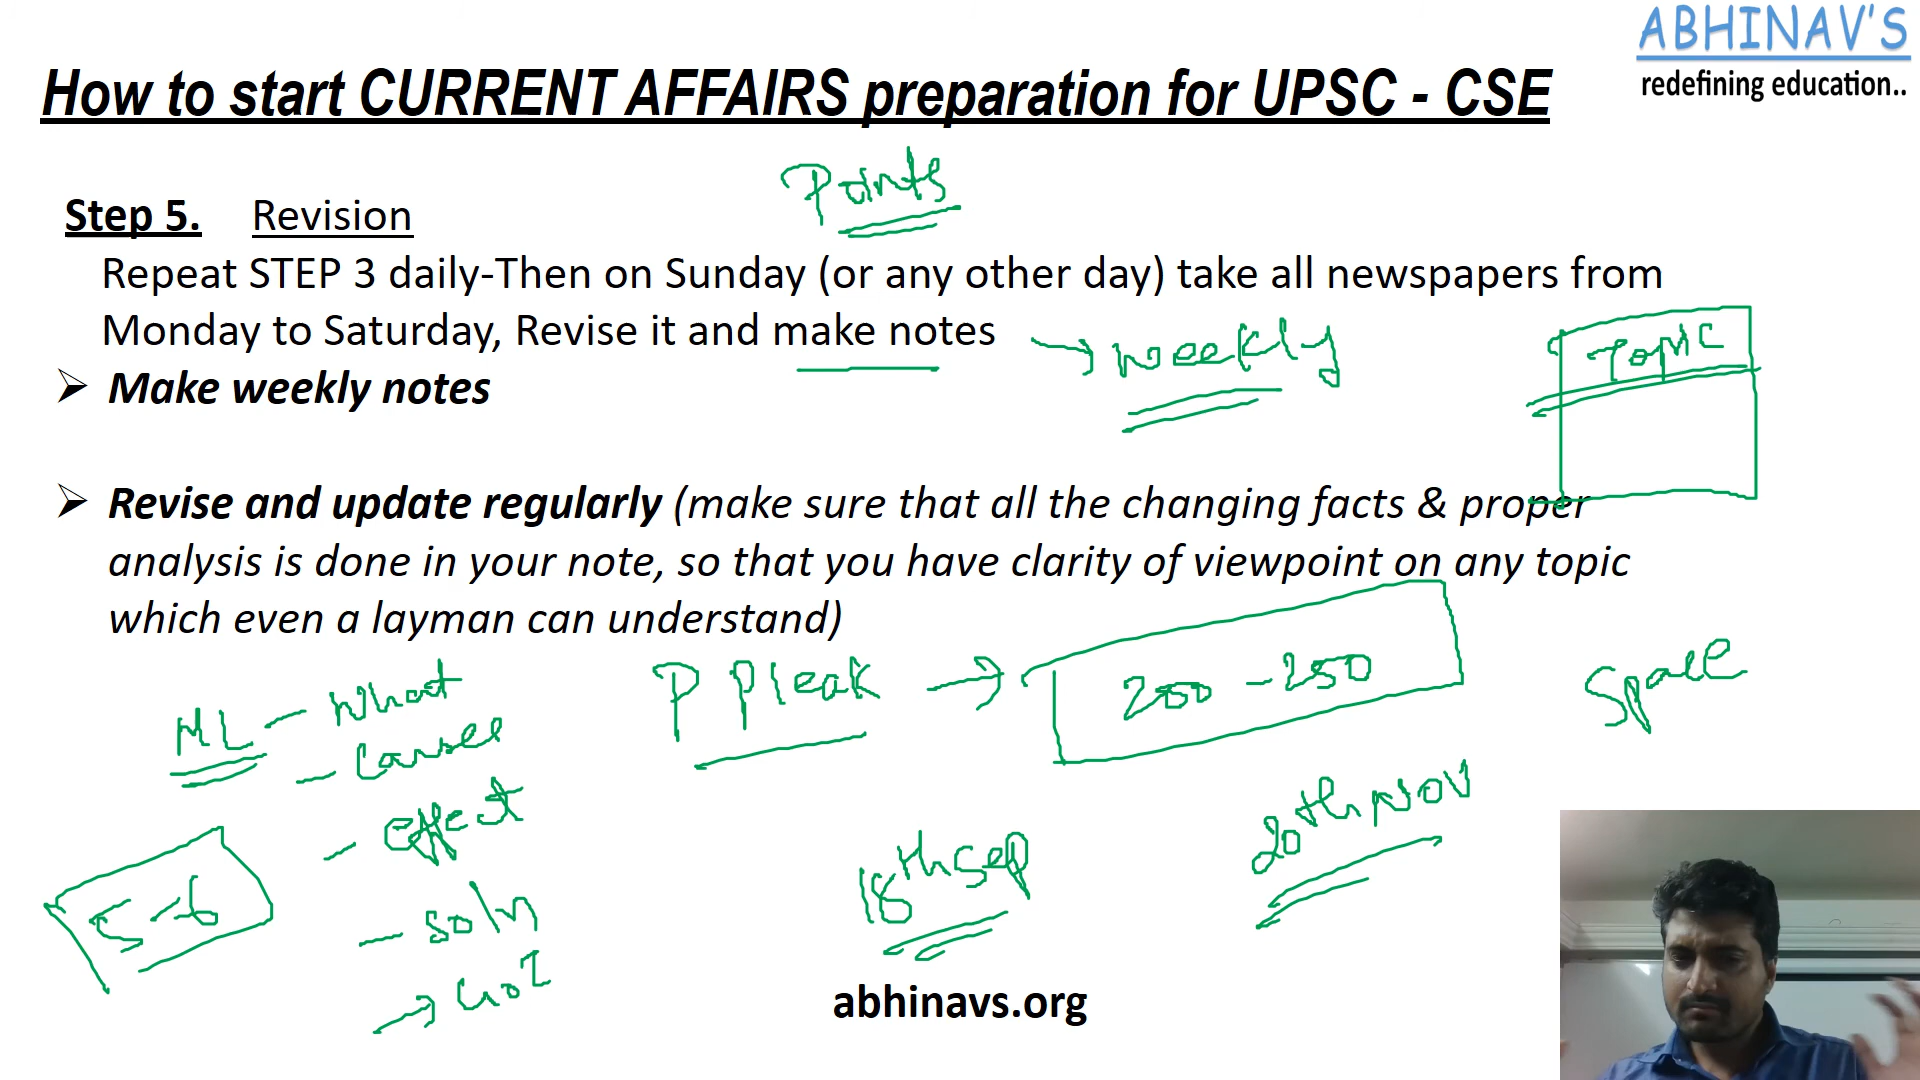 ABHINAV'S
redefining education..
How to start CURRENT AFFAIRS preparation for UPSC - CSE
Points
Step 5. Revision
Repeat STEP 3 daily-Then on Sunday (or any other day) take all newspapers from
Monday to Saturday, Revise it and make notes
→ Weekly
Topic
➢ Make weekly notes
➢ Revise and update regularly (make sure that all the changing facts & proper
analysis is done in your note, so that you have clarity of viewpoint on any topic
which even a layman can understand)
ML - What
- Causes
- effect
- soln
→ GoI
5-6
P Pleak → 200 - 250
Space
18th Sep
20th Nov
abhinavs.org